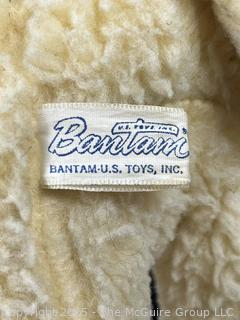 U.S. TOYS INC.
Bantam
BANTAM-U.S. TOYS, INC.
Copyright 2025 - The McGuire Group LLC